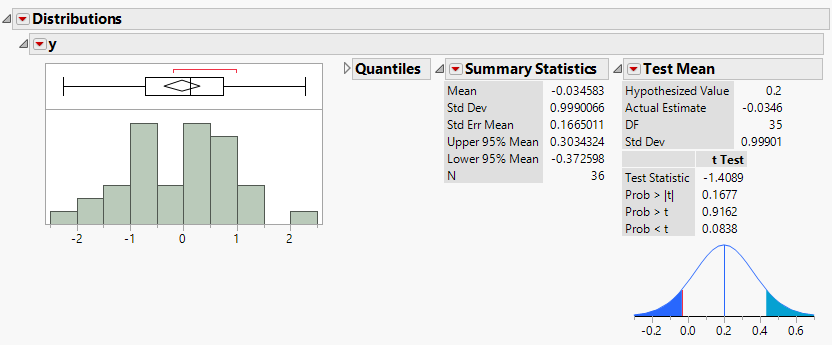 Distributions
y
-2 -1 0 1 2
Quantiles
Summary Statistics
Mean -0.034583
Std Dev 0.9990066
Std Err Mean 0.1665011
Upper 95% Mean 0.3034324
Lower 95% Mean -0.372598
N 36
Test Mean
Hypothesized Value 0.2
Actual Estimate -0.0346
DF 35
Std Dev 0.99901
t Test
Test Statistic -1.4089
Prob > |t| 0.1677
Prob > t 0.9162
Prob < t 0.0838
-0.2 0.0 0.2 0.4 0.6